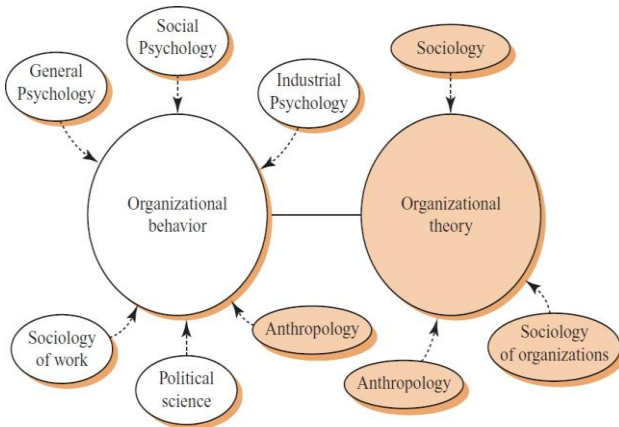 Social
Psychology
Sociology
General
Psychology
Industrial
Psychology
Organizational
behavior
Organizational
theory
Sociology
of work
Anthropology
Political
science
Anthropology
Sociology
of organizations